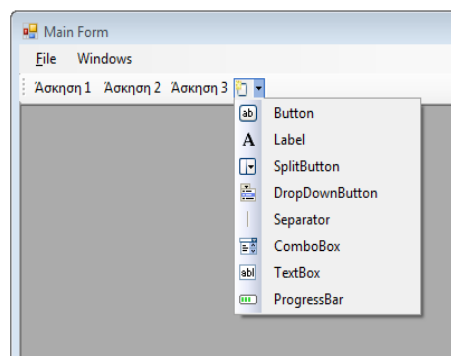 Main Form
File Windows
Άσκηση 1 Άσκηση 2 Άσκηση 3
ab Button
A Label
SplitButton
DropDownButton
Separator
ComboBox
abl TextBox
ProgressBar